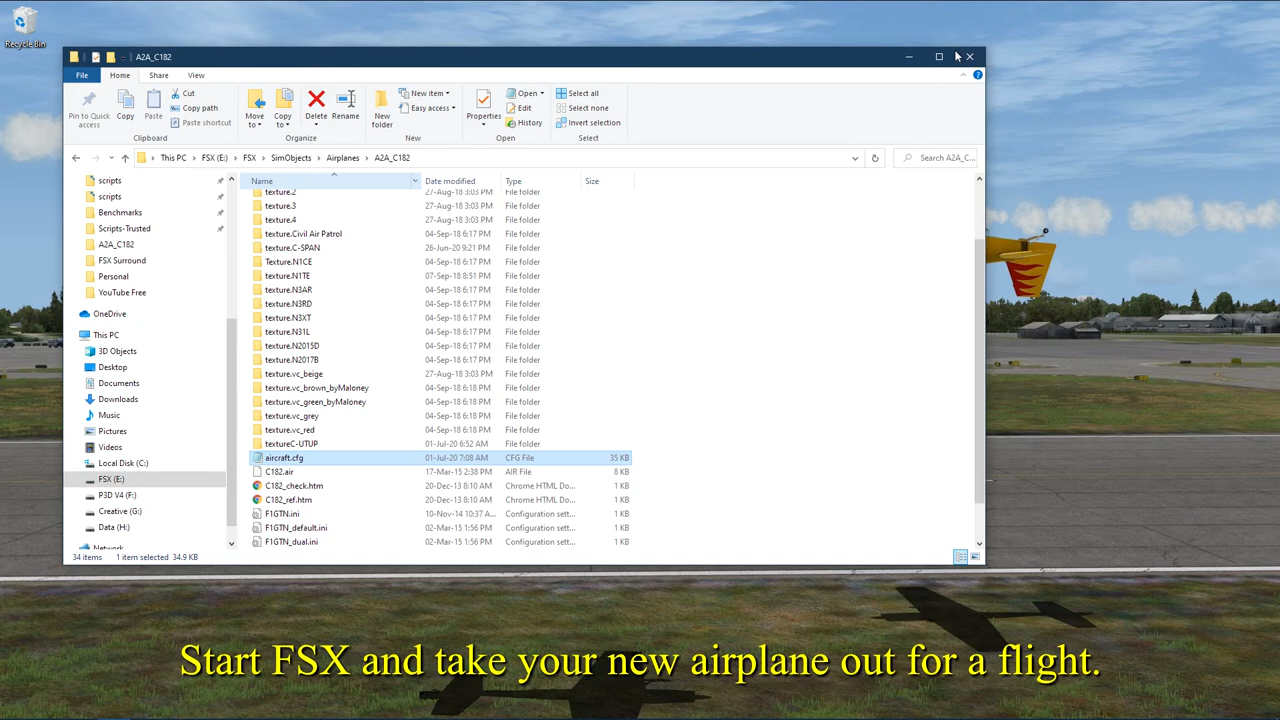 Recycle Bin
A2A_C182
File Home Share View
Pin to Quick access
Copy
Paste
Cut
Copy path
Paste shortcut
Clipboard
Move to
Copy to
Delete
Rename
Organize
New folder
New item
Easy access
New
Properties
Open
Edit
History
Open
Select all
Select none
Invert selection
Select
This PC FSX (E:) FSX SimObjects Airplanes A2A_C182
Search A2A_C...
scripts
scripts
Benchmarks
Scripts-Trusted
A2A_C182
FSX Surround
Personal
YouTube Free
OneDrive
This PC
3D Objects
Desktop
Documents
Downloads
Music
Pictures
Videos
Local Disk (C:)
FSX (E:)
P3D V4 (F:)
Creative (G:)
Data (H:)
Network
Name Date modified Type Size
texture.2 27-Aug-18 3:03 PM File folder
texture.3 27-Aug-18 3:03 PM File folder
texture.4 27-Aug-18 3:03 PM File folder
texture.Civil Air Patrol 04-Sep-18 6:17 PM File folder
texture.C-SPAN 26-Jun-20 9:21 PM File folder
Texture.N1CE 04-Sep-18 6:17 PM File folder
texture.N1TE 07-Sep-18 8:51 PM File folder
texture.N3AR 04-Sep-18 6:17 PM File folder
texture.N3RD 04-Sep-18 6:17 PM File folder
texture.N3XT 04-Sep-18 6:17 PM File folder
texture.N31L 04-Sep-18 6:17 PM File folder
texture.N2015D 04-Sep-18 6:17 PM File folder
texture.N2017B 04-Sep-18 6:17 PM File folder
texture.vc_beige 27-Aug-18 3:03 PM File folder
texture.vc_brown_byMaloney 04-Sep-18 6:18 PM File folder
texture.vc_green_byMaloney 04-Sep-18 6:18 PM File folder
texture.vc_grey 04-Sep-18 6:18 PM File folder
texture.vc_red 04-Sep-18 6:18 PM File folder
textureC-UTUP 01-Jul-20 6:52 AM File folder
aircraft.cfg 01-Jul-20 7:08 AM CFG File 35 KB
C182.air 17-Mar-15 2:38 PM AIR File 8 KB
C182_check.htm 20-Dec-13 8:10 AM Chrome HTML Do... 1 KB
C182_ref.htm 20-Dec-13 8:10 AM Chrome HTML Do... 1 KB
F1GTN.ini 10-Nov-14 10:37 A... Configuration sett... 1 KB
F1GTN_default.ini 02-Mar-15 1:56 PM Configuration sett... 1 KB
F1GTN_dual.ini 02-Mar-15 1:56 PM Configuration sett... 1 KB
34 items 1 item selected 34.9 KB
Start FSX and take your new airplane out for a flight.